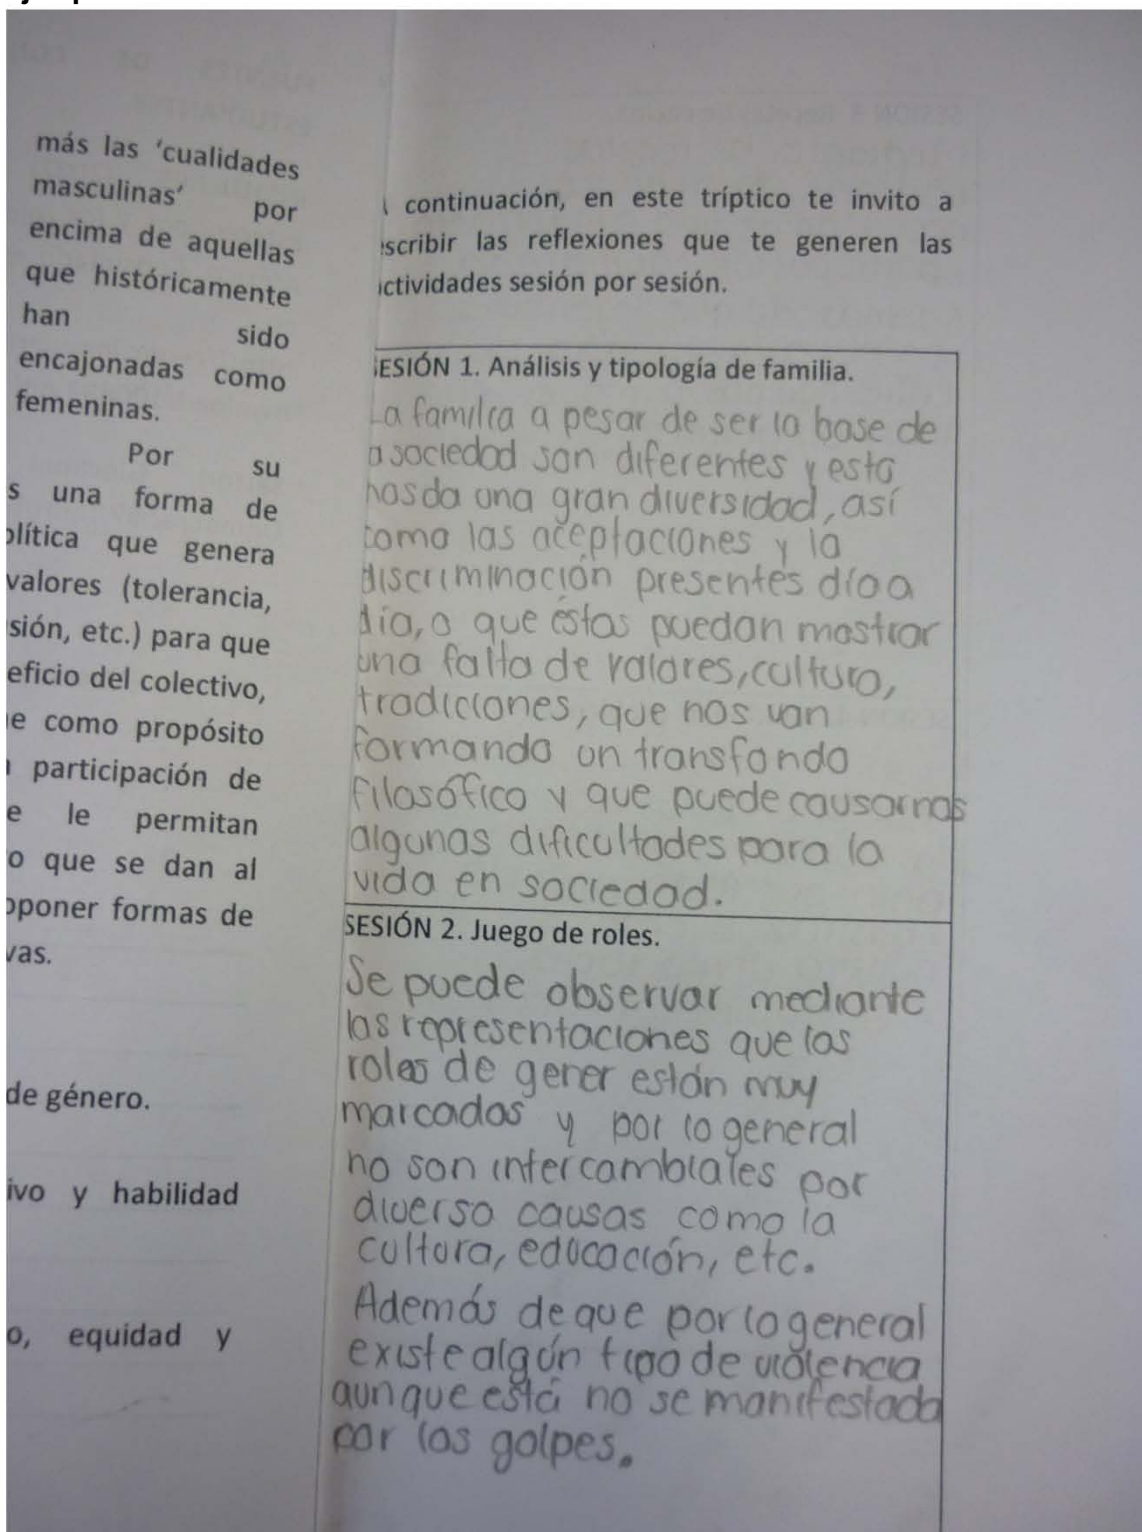 más las ‘cualidades
masculinas’ por
encima de aquellas
que históricamente
han sido
encajonadas como
femeninas.
Por su
s una forma de
olítica que genera
valores (tolerancia,
sión, etc.) para que
eficio del colectivo,
e como propósito
participación de
e le permitan
o que se dan al
oponer formas de
vas.
de género.
ivo y habilidad
o, equidad y
continuación, en este tríptico te invito a
scribir las reflexiones que te generen las
ctividades sesión por sesión.
ESIÓN 1. Análisis y tipología de familia.
La familia a pesar de ser la base de
a sociedad son diferentes y esta
nos da una gran diversidad, así
como las aceptaciones y la
discriminación presentes día a
día, o que éstas puedan mostrar
una falta de valores, cultura,
tradiciones, que nos van
formando un transfondo
filosófico y que puede causarnos
algunas dificultades para la
vida en sociedad.
SESIÓN 2. Juego de roles.
Se puede observar mediante
las representaciones que los
roles de gener están muy
marcados y por lo general
no son intercambiales por
diverso causas como la
cultura, educación, etc.
Además de que por lo general
existe algún tipo de violencia
aunque está no se manifestada
por los golpes.